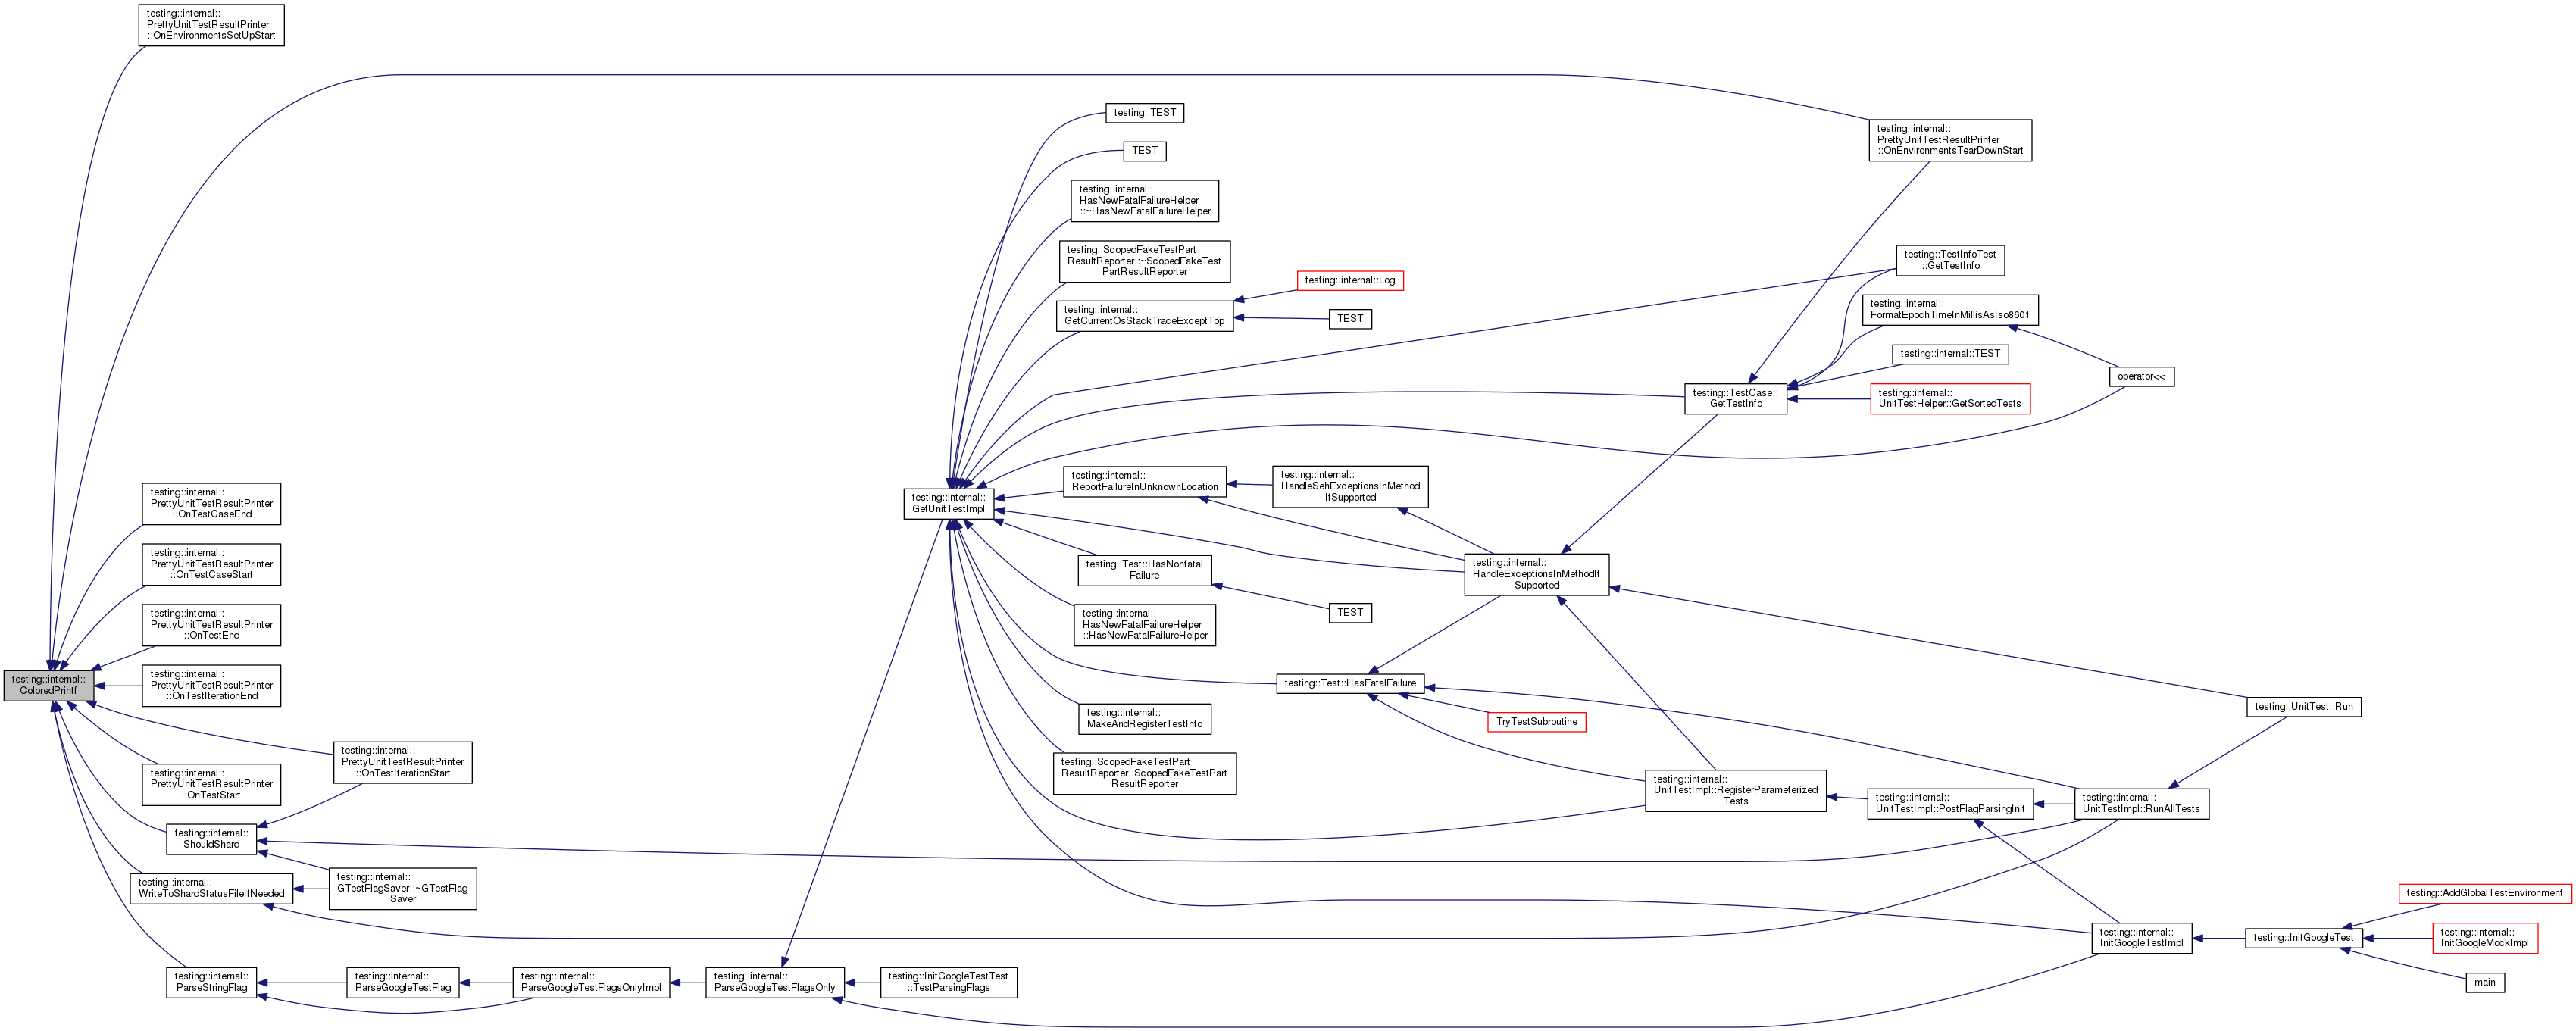 testing::internal::
PrettyUnitTestResultPrinter
::OnEnvironmentsSetUpStart
testing::internal::
PrettyUnitTestResultPrinter
::OnTestCaseEnd
testing::internal::
PrettyUnitTestResultPrinter
::OnTestCaseStart
testing::internal::
PrettyUnitTestResultPrinter
::OnTestEnd
testing::internal::
ColoredPrintf
testing::internal::
PrettyUnitTestResultPrinter
::OnTestIterationEnd
testing::internal::
PrettyUnitTestResultPrinter
::OnTestIterationStart
testing::internal::
PrettyUnitTestResultPrinter
::OnTestStart
testing::internal::
ShouldShard
testing::internal::
WriteToShardStatusFileIfNeeded
testing::internal::
GTestFlagSaver::~GTestFlag
Saver
testing::internal::
ParseStringFlag
testing::internal::
ParseGoogleTestFlag
testing::internal::
ParseGoogleTestFlagsOnlyImpl
testing::internal::
ParseGoogleTestFlagsOnly
testing::InitGoogleTestTest
::TestParsingFlags
testing::internal::
GetUnitTestImpl
testing::TEST
TEST
testing::internal::
HasNewFatalFailureHelper
::~HasNewFatalFailureHelper
testing::ScopedFakeTestPart
ResultReporter::~ScopedFakeTest
PartResultReporter
testing::internal::
GetCurrentOsStackTraceExceptTop
testing::internal::Log
TEST
testing::internal::
ReportFailureInUnknownLocation
testing::internal::
HandleSehExceptionsInMethod
IfSupported
testing::Test::HasNonfatal
Failure
TEST
testing::internal::
HasNewFatalFailureHelper
::HasNewFatalFailureHelper
testing::Test::HasFatalFailure
testing::internal::
MakeAndRegisterTestInfo
testing::ScopedFakeTestPart
ResultReporter::ScopedFakeTestPart
ResultReporter
testing::internal::
HandleExceptionsInMethodIf
Supported
TryTestSubroutine
testing::internal::
UnitTestImpl::RegisterParameterized
Tests
testing::TestCase::
GetTestInfo
testing::internal::
PrettyUnitTestResultPrinter
::OnEnvironmentsTearDownStart
testing::TestInfoTest
::GetTestInfo
testing::internal::
FormatEpochTimeInMillisAsIso8601
testing::internal::TEST
testing::internal::
UnitTestHelper::GetSortedTests
operator<<
testing::UnitTest::Run
testing::internal::
UnitTestImpl::PostFlagParsingInit
testing::internal::
UnitTestImpl::RunAllTests
testing::internal::
InitGoogleTestImpl
testing::InitGoogleTest
testing::AddGlobalTestEnvironment
testing::internal::
InitGoogleMockImpl
main